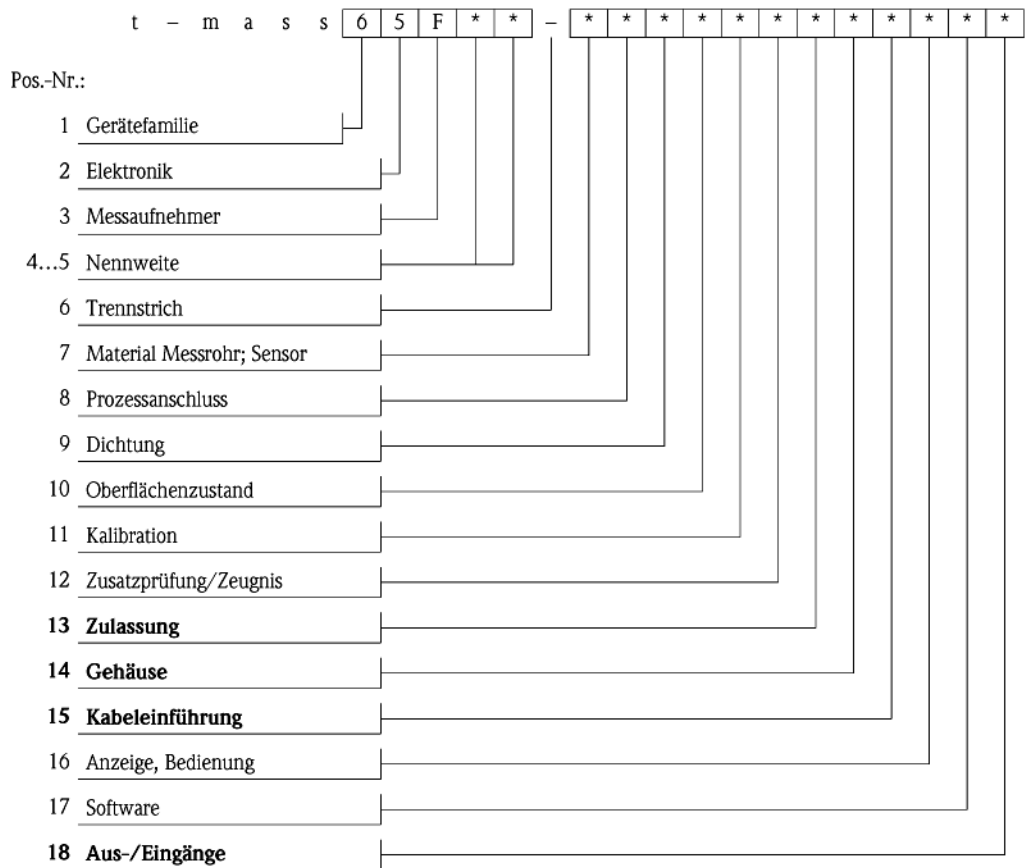 t - m a s s 6 5 F * * - * * * * * * * * * * * *
Pos.-Nr.:
1 Gerätefamilie
2 Elektronik
3 Messaufnehmer
4...5 Nennweite
6 Trennstrich
7 Material Messrohr; Sensor
8 Prozessanschluss
9 Dichtung
10 Oberflächenzustand
11 Kalibration
12 Zusatzprüfung/Zeugnis
13 Zulassung
14 Gehäuse
15 Kabeleinführung
16 Anzeige, Bedienung
17 Software
18 Aus-/Eingänge